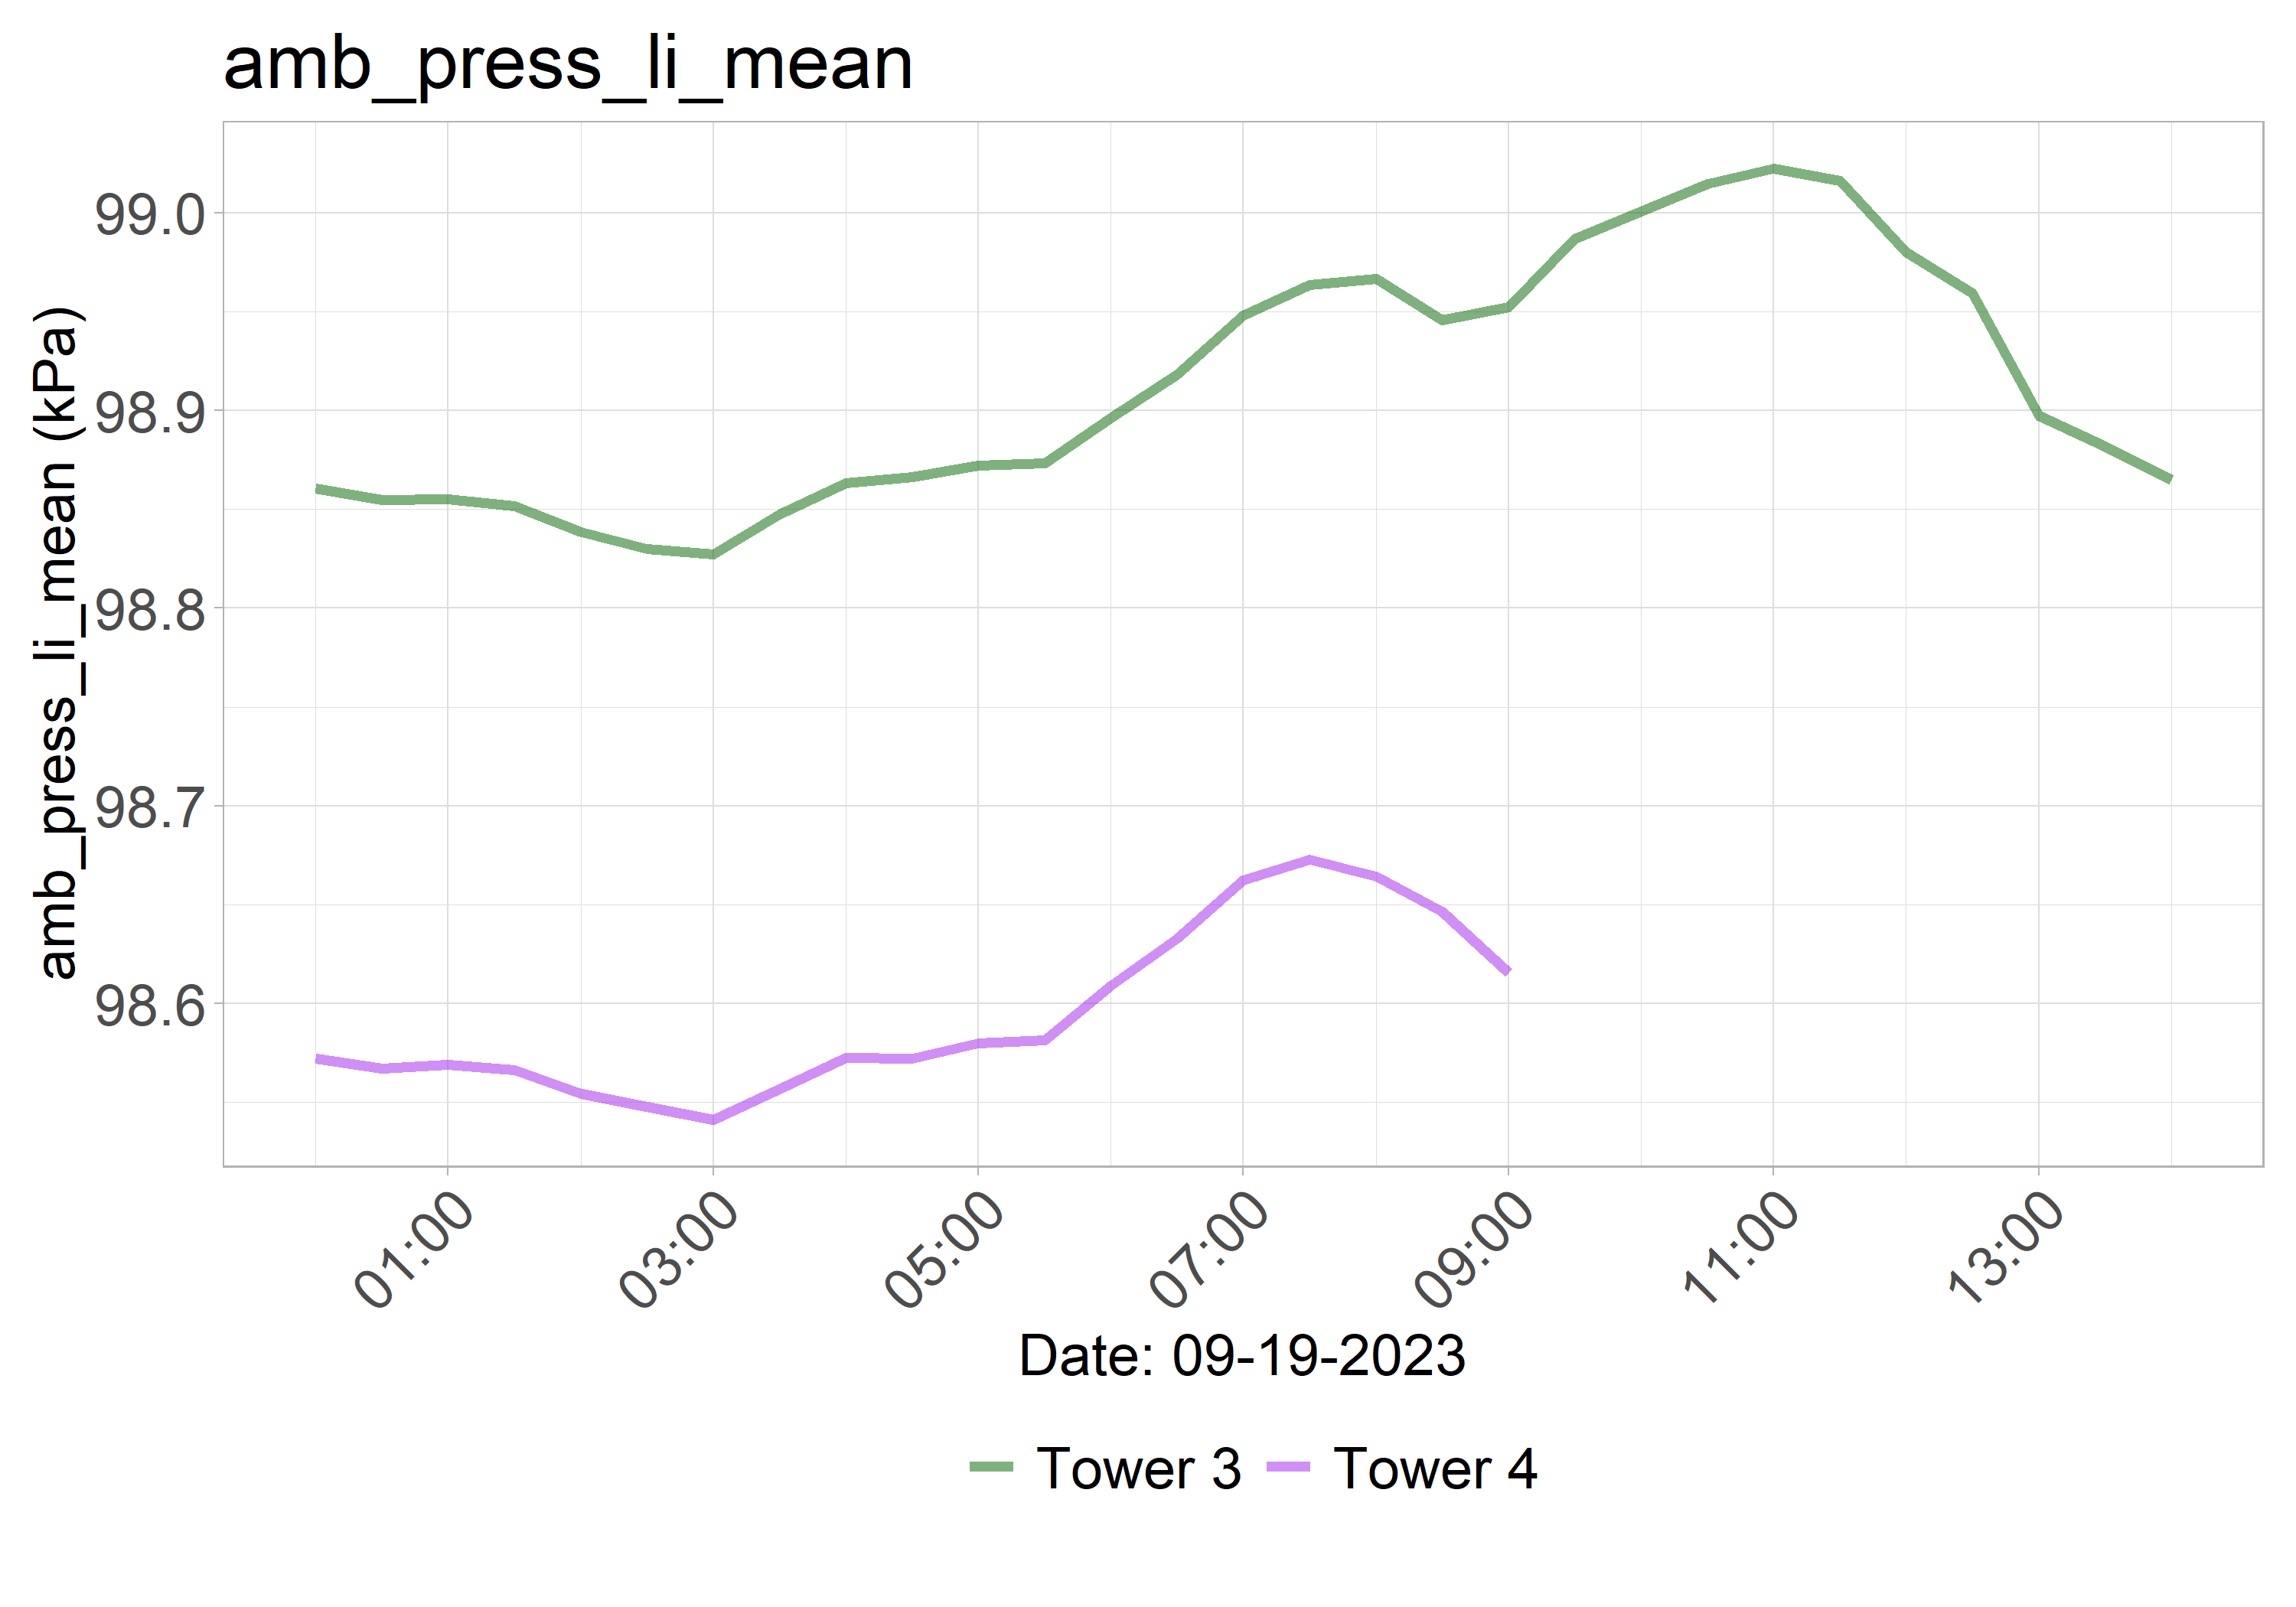 amb_press_li_mean
amb_press_li_mean (kPa)
99.0
98.9
98.8
98.7
98.6
01:00
03:00
05:00
07:00
09:00
11:00
13:00
Date: 09-19-2023
Tower 3
Tower 4